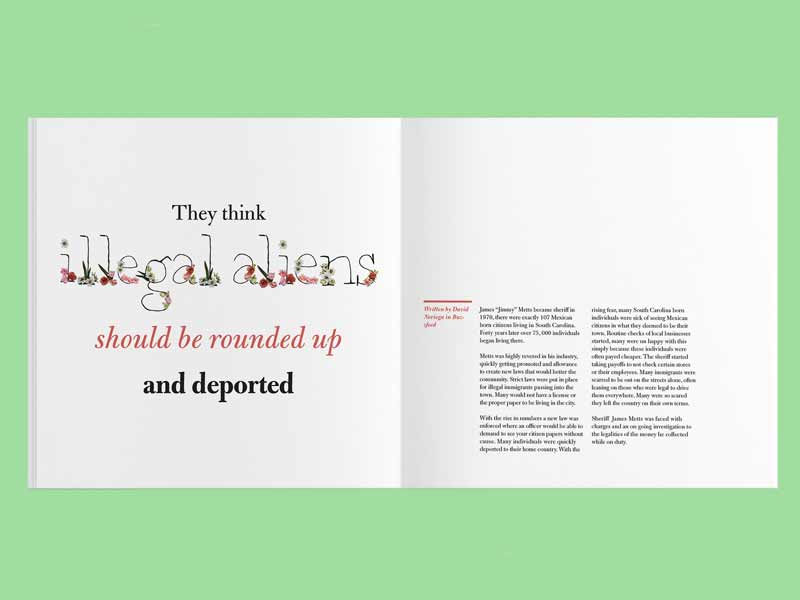 They think
illegal aliens
should be rounded up
and deported
Written by David
Noriega in Buz-
zfeed
James “Jimmy” Metts became sheriff in
1970, there were exactly 107 Mexican
born citizens living in South Carolina.
Forty years later over 75,000 individuals
began living there.
Metts was highly revered in his industry,
quickly getting promoted and allowance
to create new laws that would better the
community. Strict laws were put in place
for illegal immigrants passing into the
town. Many would not have a license or
the proper paper to be living in the city.
With the rise in numbers a new law was
enforced where an officer would be able to
demand to see your citizen papers without
cause. Many individuals were quickly
deported to their home country. With the
rising fear, many South Carolina born
individuals were sick of seeing Mexican
citizens in what they deemed to be their
town. Routine checks of local businesses
started, many were un happy with this
simply because these individuals were
often payed cheaper. The sheriff started
taking payoffs to not check certain stores
or their employees. Many immigrants were
scarred to be out on the streets alone, often
leaning on those who were legal to drive
them everywhere. Many were so scared
they left the country on their own terms.
Sheriff James Metts was faced with
charges and an on going investigation to
the legalities of the money he collected
while on duty.